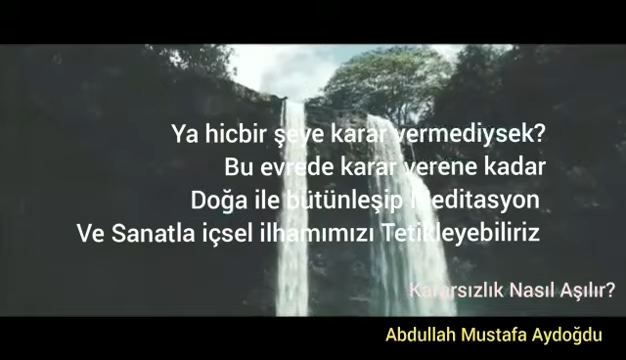 Ya hicbir şeye karar vermediysek?
Bu evrede karar verene kadar
Doğa ile bütünleşip meditasyon
Ve Sanatla içsel ilhamımızı Tetikleyebiliriz
Kararsızlık Nasıl Aşılır?
Abdullah Mustafa Aydoğdu